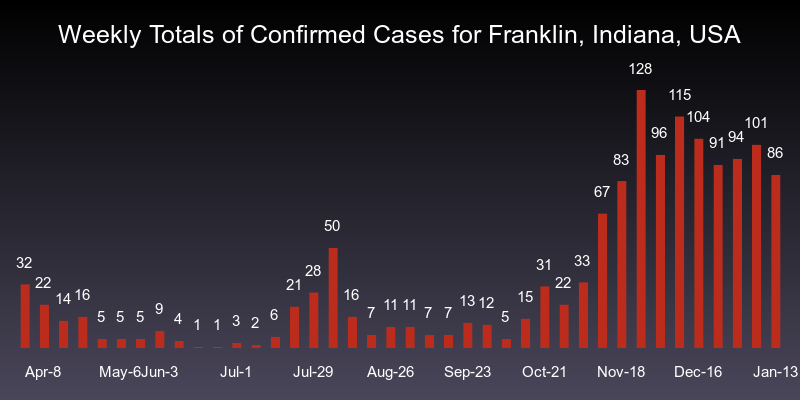 Weekly Totals of Confirmed Cases for Franklin, Indiana, USA
32 22 14 16 5 5 5 9 4 1 1 3 2 6 21 28 50 16 7 11 11 7 7 13 12 5 15 31 22 33 67 83 128 96 115 104 91 94 101 86
Apr-8 May-6 Jun-3 Jul-1 Jul-29 Aug-26 Sep-23 Oct-21 Nov-18 Dec-16 Jan-13